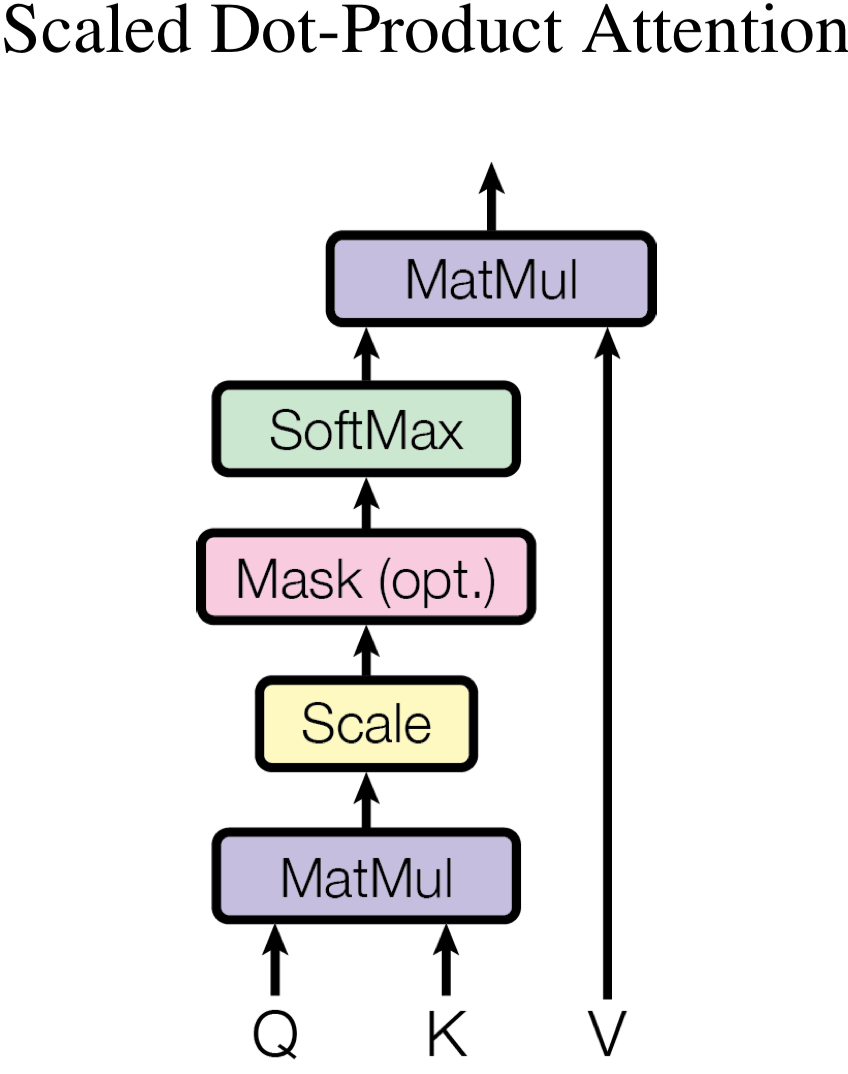 Scaled Dot-Product Attention
MatMul
SoftMax
Mask (opt.)
Scale
MatMul
Q K V